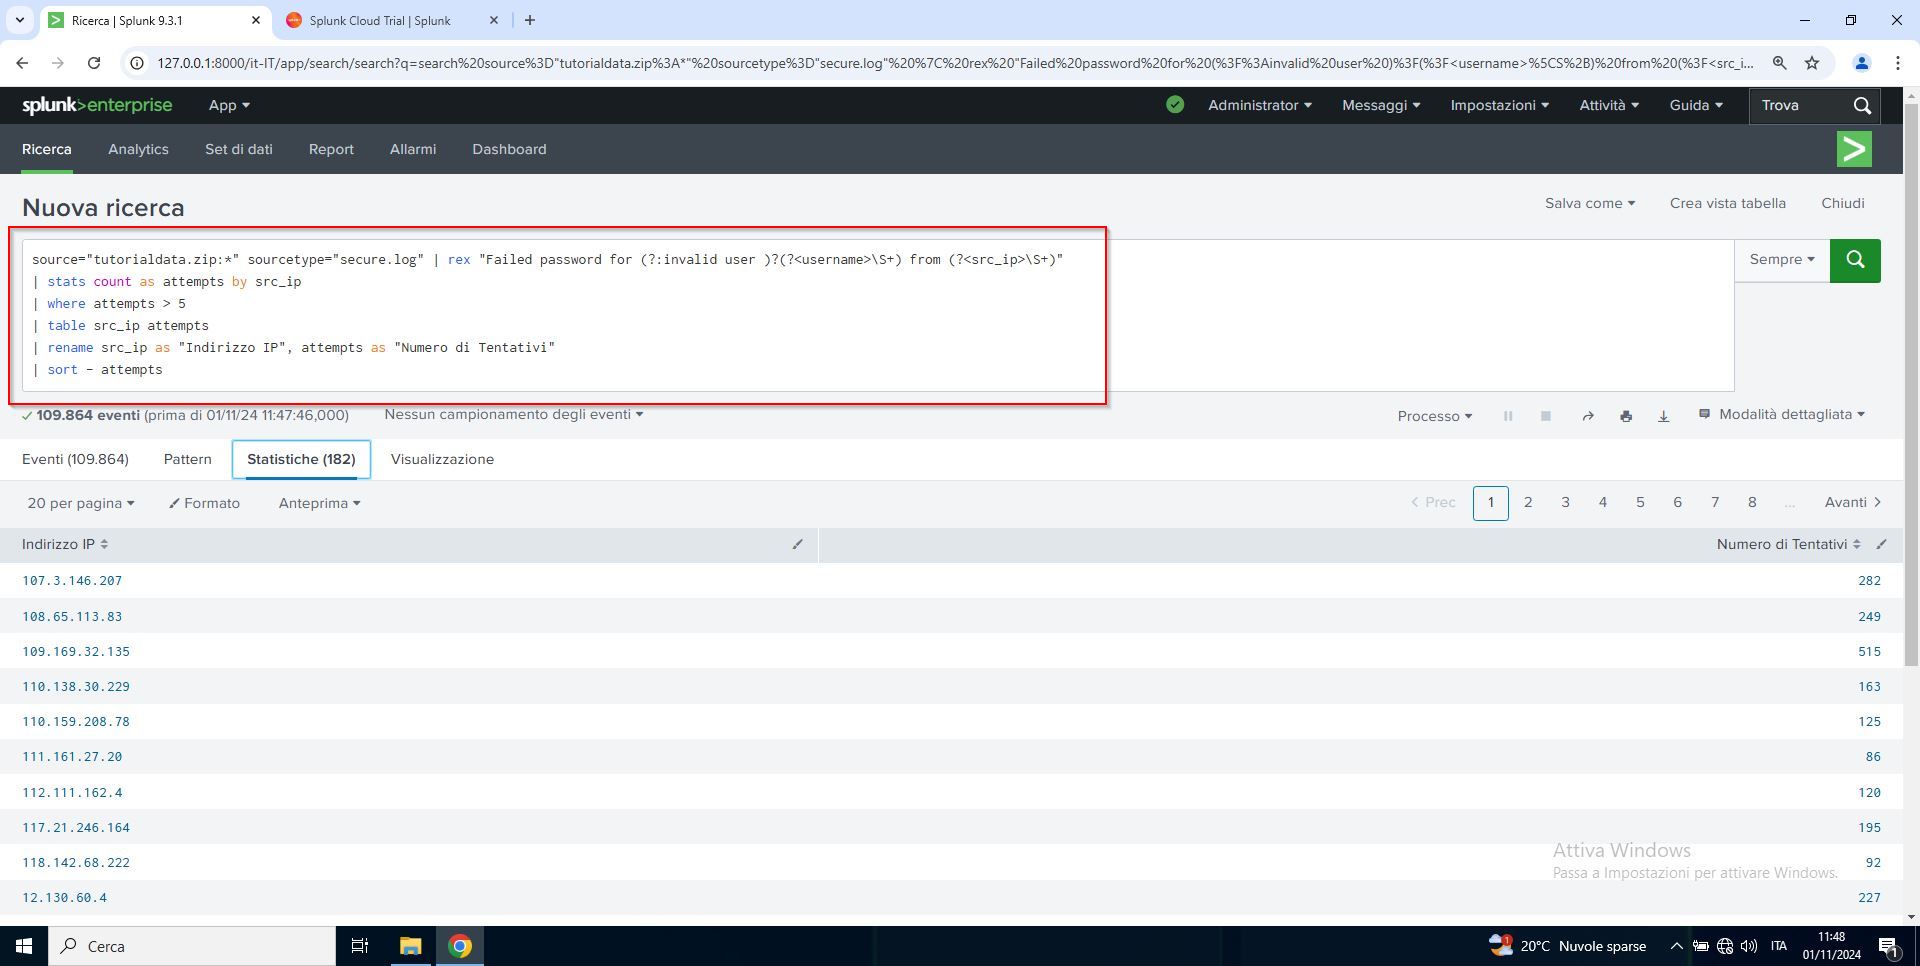 Ricerca | Splunk 9.3.1
Splunk Cloud Trial | Splunk
127.0.0.1:8000/it-IT/app/search/search?q=search%20source%3D"tutorialdata.zip%3A*"%20sourcetype%3D"secure.log"%20%7C%20rex%20"Failed%20password%20for%20(%3F%3Ainvalid%20user%20)%3F(%3F<username>%5CS%2B)%20from%20(%3F<src_i...
splunk>enterprise App Administrator Messaggi Impostazioni Attività Guida Trova
Ricerca Analytics Set di dati Report Allarmi Dashboard
Nuova ricerca Salva come Crea vista tabella Chiudi
source="tutorialdata.zip:*" sourcetype="secure.log" | rex "Failed password for (?:invalid user )?(?<username>\S+) from (?<src_ip>\S+)"
| stats count as attempts by src_ip
| where attempts > 5
| table src_ip attempts
| rename src_ip as "Indirizzo IP", attempts as "Numero di Tentativi"
| sort - attempts
Sempre
109.864 eventi (prima di 01/11/24 11:47:46,000) Nessun campionamento degli eventi Processo Modalità dettagliata
Eventi (109.864) Pattern Statistiche (182) Visualizzazione
20 per pagina Formato Anteprima < Prec 1 2 3 4 5 6 7 8 ... Avanti >
Indirizzo IP Numero di Tentativi
107.3.146.207 282
108.65.113.83 249
109.169.32.135 515
110.138.30.229 163
110.159.208.78 125
111.161.27.20 86
112.111.162.4 120
117.21.246.164 195
118.142.68.222 92
12.130.60.4 227
Attiva Windows
Passa a Impostazioni per attivare Windows.
Cerca 1 20°C Nuvole sparse ITA 11:48
01/11/2024 1